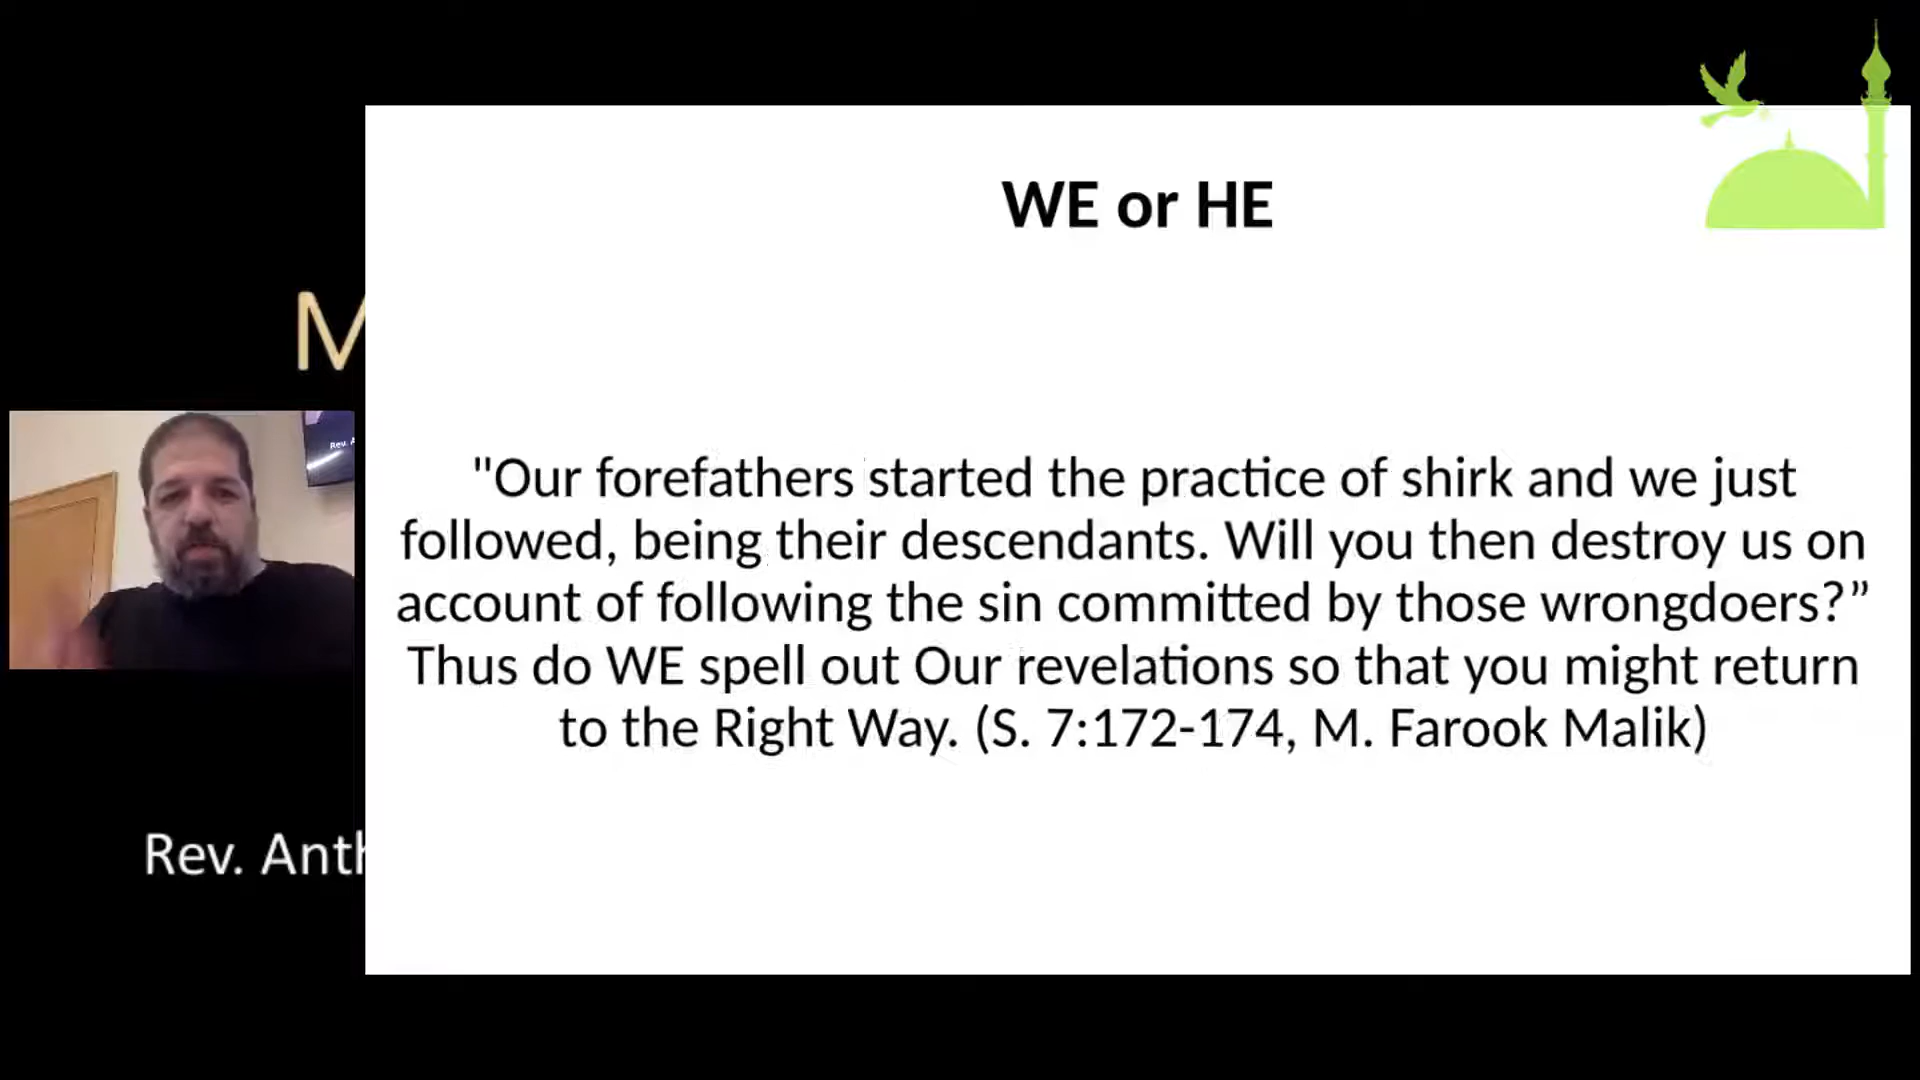 WE or HE
M
Rev. A
"Our forefathers started the practice of shirk and we just
followed, being their descendants. Will you then destroy us on
account of following the sin committed by those wrongdoers?”
Thus do WE spell out Our revelations so that you might return
to the Right Way. (S. 7:172-174, M. Farook Malik)
Rev. Anth